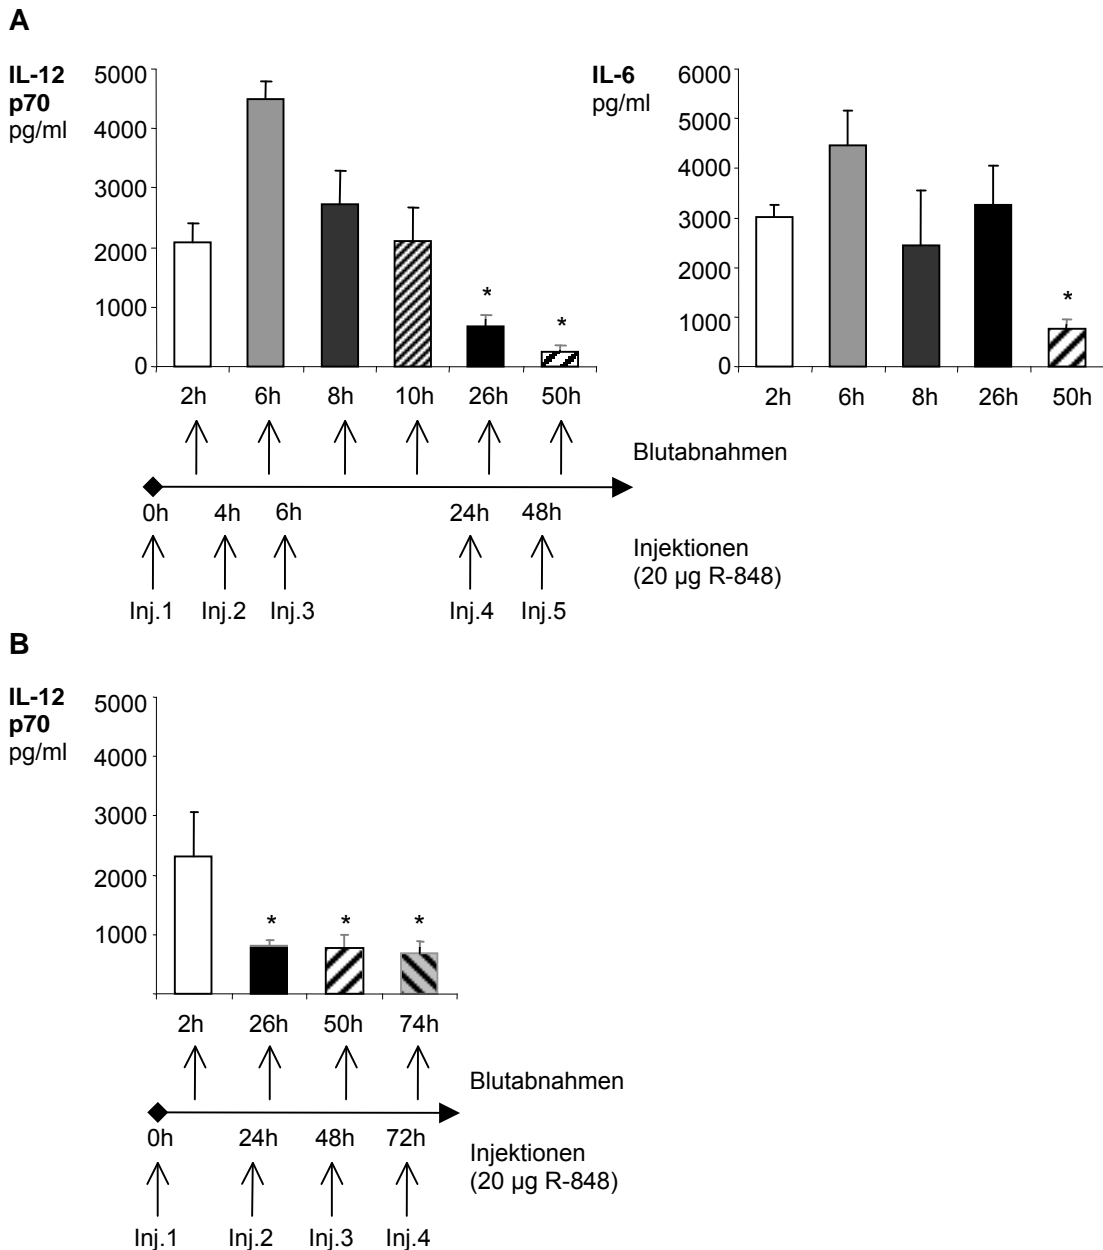 A
IL-12
p70
pg/ml
5000
4000
3000
2000
1000
0
*
*
2h 6h 8h 10h 26h 50h
IL-6
pg/ml
6000
5000
4000
3000
2000
1000
0
*
2h 6h 8h 26h 50h
Blutabnahmen
0h 4h 6h 24h 48h
Injektionen
(20 µg R-848)
Inj.1 Inj.2 Inj.3 Inj.4 Inj.5
B
IL-12
p70
pg/ml
5000
4000
3000
2000
1000
* * *
2h 26h 50h 74h
Blutabnahmen
0h 24h 48h 72h
Injektionen
(20 µg R-848)
Inj.1 Inj.2 Inj.3 Inj.4